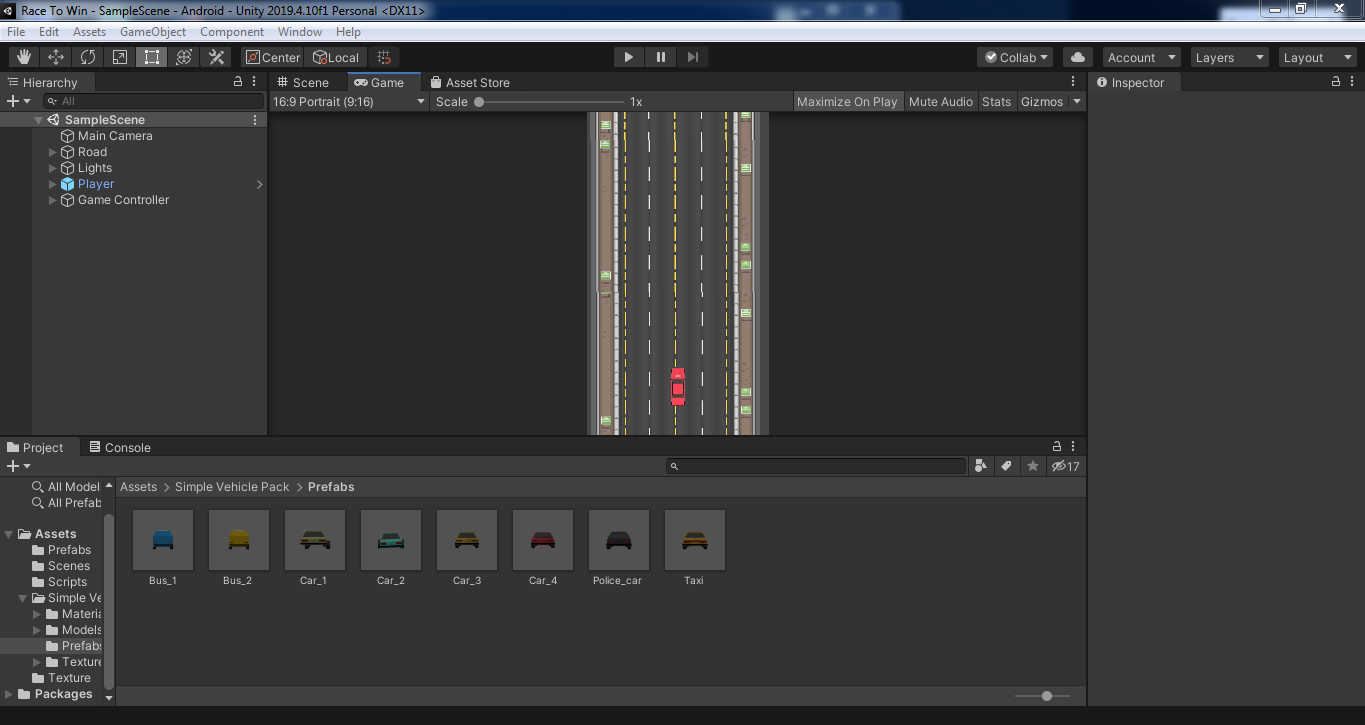 Race To Win - SampleScene - Android - Unity 2019.4.10f1 Personal <DX11>
File Edit Assets GameObject Component Window Help
Center Local Collab Account Layers Layout
Hierarchy
All
SampleScene
Main Camera
Road
Lights
Player
Game Controller
Scene Game Asset Store
16:9 Portrait (9:16) Scale 1x Maximize On Play Mute Audio Stats Gizmos
Inspector
Project Console
17
All Model
All Prefab
Assets
Prefabs
Scenes
Scripts
Simple Ve
Materia
Models
Prefabs
Texture
Texture
Packages
Assets > Simple Vehicle Pack > Prefabs
Bus_1 Bus_2 Car_1 Car_2 Car_3 Car_4 Police_car Taxi